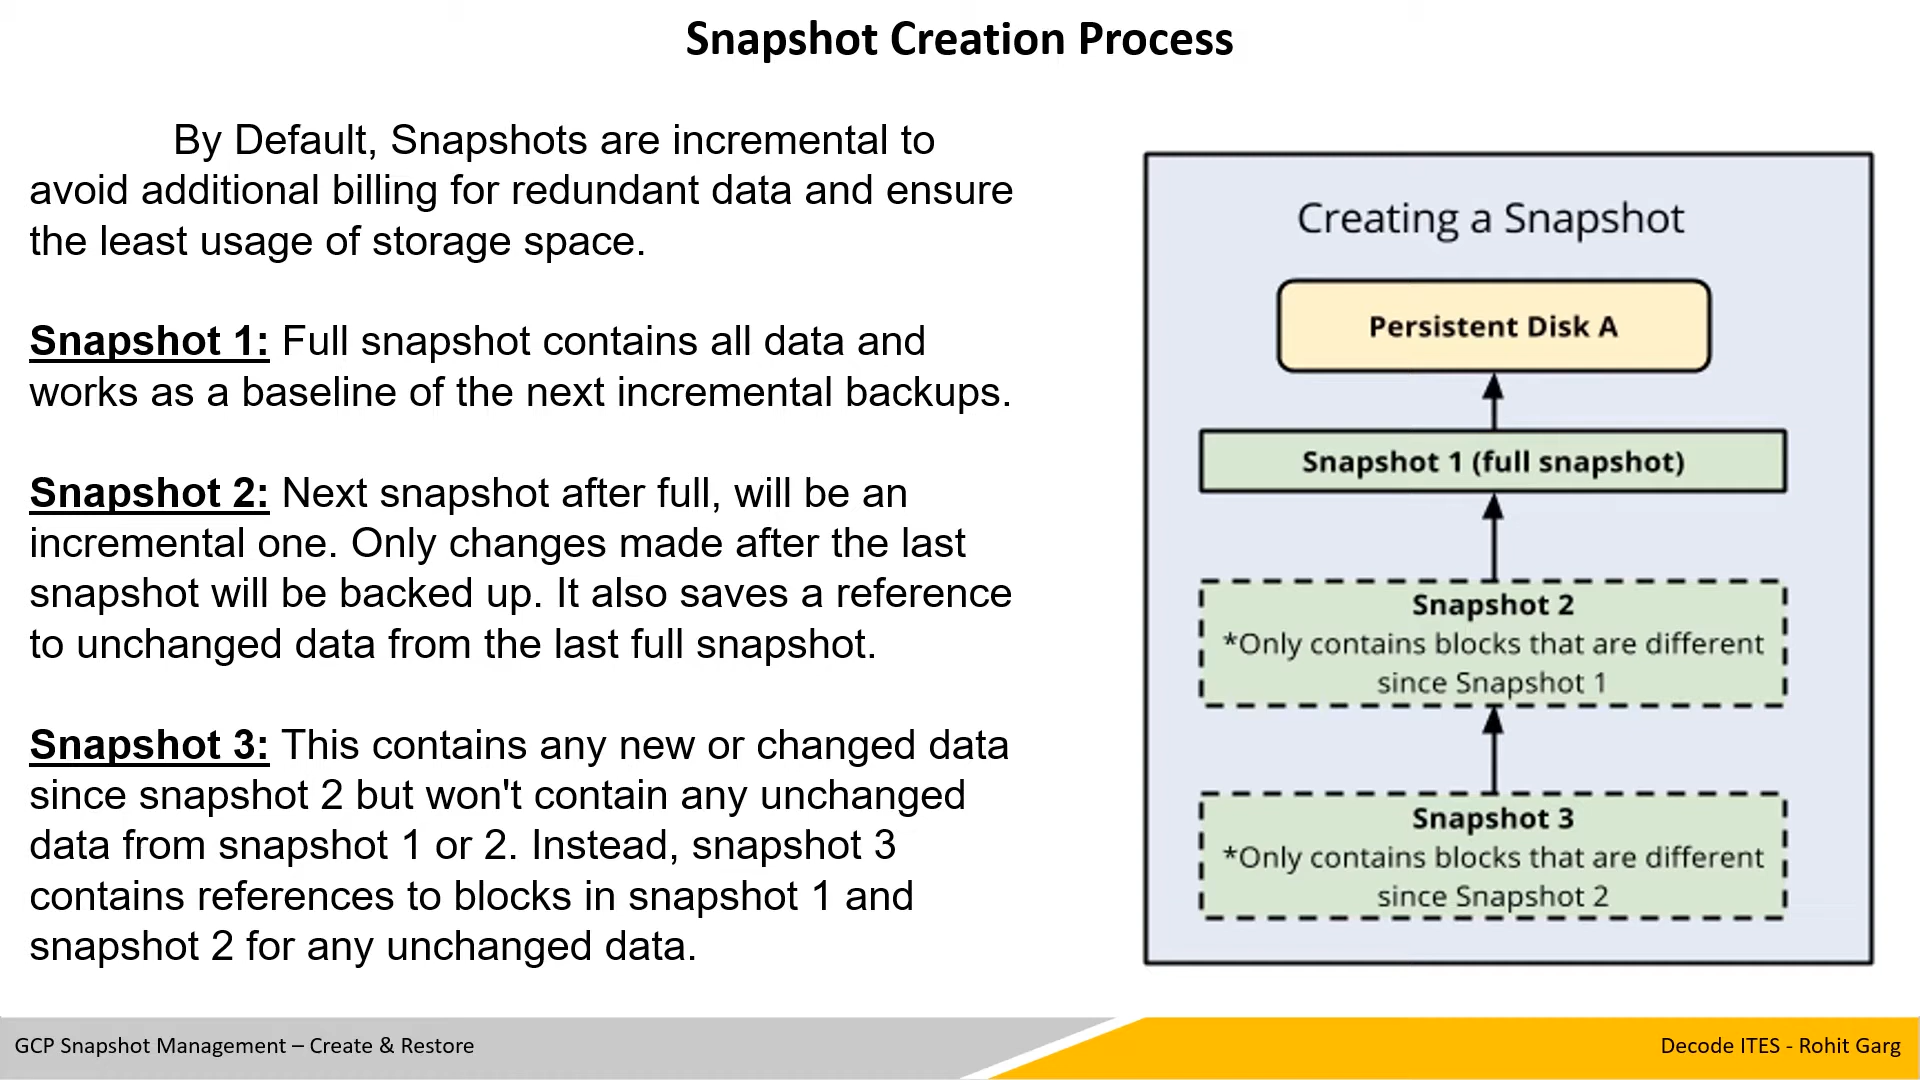 Snapshot Creation Process
By Default, Snapshots are incremental to
avoid additional billing for redundant data and ensure
the least usage of storage space.
Snapshot 1: Full snapshot contains all data and
works as a baseline of the next incremental backups.
Snapshot 2: Next snapshot after full, will be an
incremental one. Only changes made after the last
snapshot will be backed up. It also saves a reference
to unchanged data from the last full snapshot.
Snapshot 3: This contains any new or changed data
since snapshot 2 but won't contain any unchanged
data from snapshot 1 or 2. Instead, snapshot 3
contains references to blocks in snapshot 1 and
snapshot 2 for any unchanged data.
Creating a Snapshot
Persistent Disk A
Snapshot 1 (full snapshot)
Snapshot 2
*Only contains blocks that are different
since Snapshot 1
Snapshot 3
*Only contains blocks that are different
since Snapshot 2
GCP Snapshot Management – Create & Restore
Decode ITES - Rohit Garg